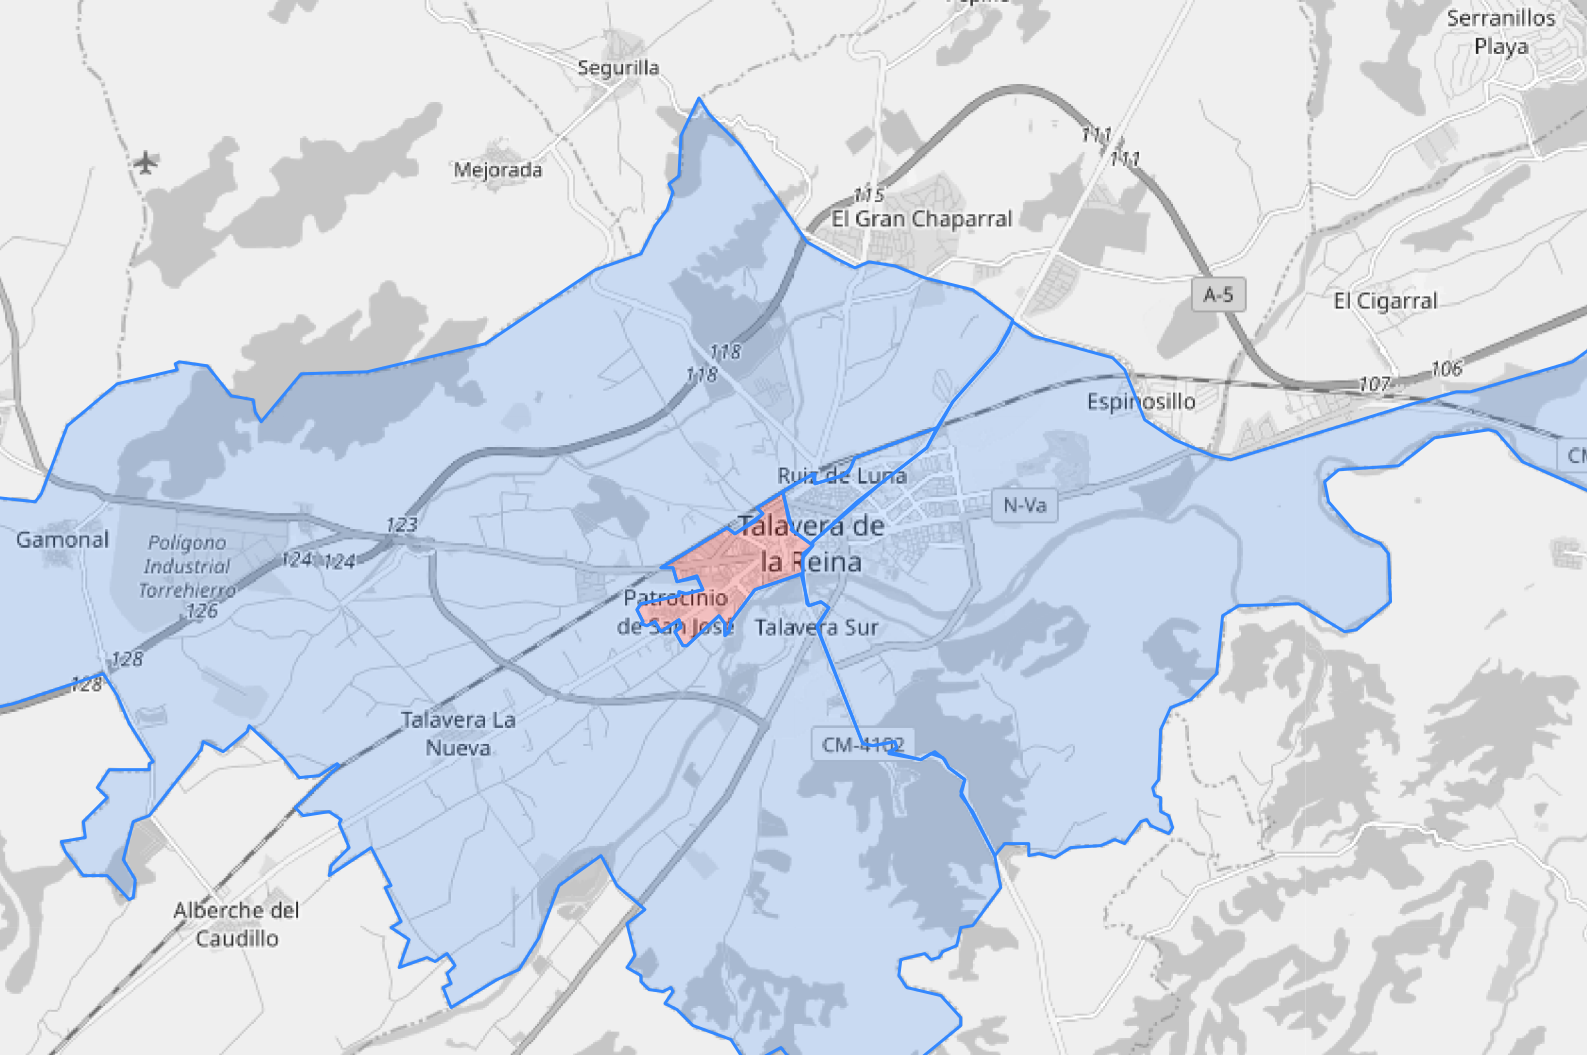 Serranillos
Playa
Segurilla
111
111
Mejorada
115
El Gran Chaparral
A-5
El Cigarral
118
118
106
107
Espinosillo
Ruiz de Luna
N-Va
Talavera de
la Reina
123
Gamonal
Polígono
Industrial
Torrehierro
124
124
126
Patrocinio
de San José
Talavera Sur
128
128
Talavera La
Nueva
CM-4102
Alberche del
Caudillo